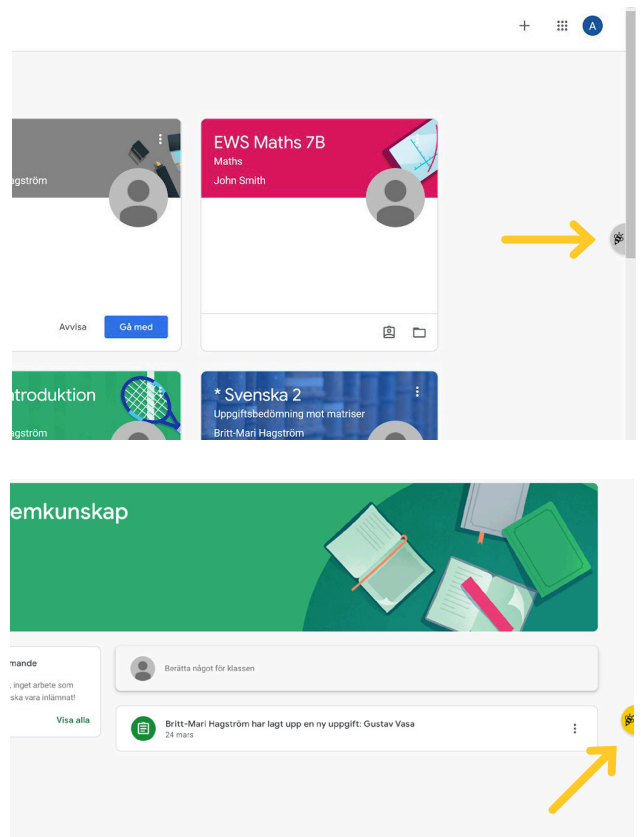 A
EWS Maths 7B
Maths
John Smith
agström
Avvisa
Gå med
troduktion
agström
* Svenska 2
Uppgiftsbedömning mot matriser
Britt-Mari Hagström
emkunskap
mande
, inget arbete som
ska vara inlämnat!
Visa alla
Berätta något för klassen
Britt-Mari Hagström har lagt upp en ny uppgift: Gustav Vasa
24 mars